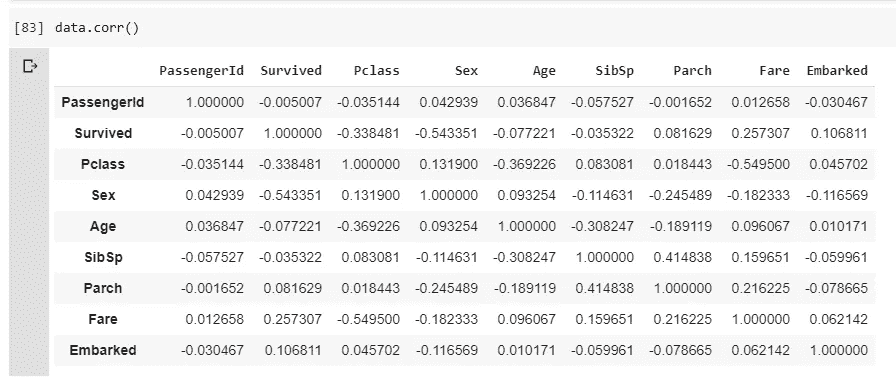 [83] data.corr()
PassengerId Survived Pclass Sex Age SibSp Parch Fare Embarked
PassengerId 1.000000 -0.005007 -0.035144 0.042939 0.036847 -0.057527 -0.001652 0.012658 -0.030467
Survived -0.005007 1.000000 -0.338481 -0.543351 -0.077221 -0.035322 0.081629 0.257307 0.106811
Pclass -0.035144 -0.338481 1.000000 0.131900 -0.369226 0.083081 0.018443 -0.549500 0.045702
Sex 0.042939 -0.543351 0.131900 1.000000 0.093254 -0.114631 -0.245489 -0.182333 -0.116569
Age 0.036847 -0.077221 -0.369226 0.093254 1.000000 -0.308247 -0.189119 0.096067 0.010171
SibSp -0.057527 -0.035322 0.083081 -0.114631 -0.308247 1.000000 0.414838 0.159651 -0.059961
Parch -0.001652 0.081629 0.018443 -0.245489 -0.189119 0.414838 1.000000 0.216225 -0.078665
Fare 0.012658 0.257307 -0.549500 -0.182333 0.096067 0.159651 0.216225 1.000000 0.062142
Embarked -0.030467 0.106811 0.045702 -0.116569 0.010171 -0.059961 -0.078665 0.062142 1.000000